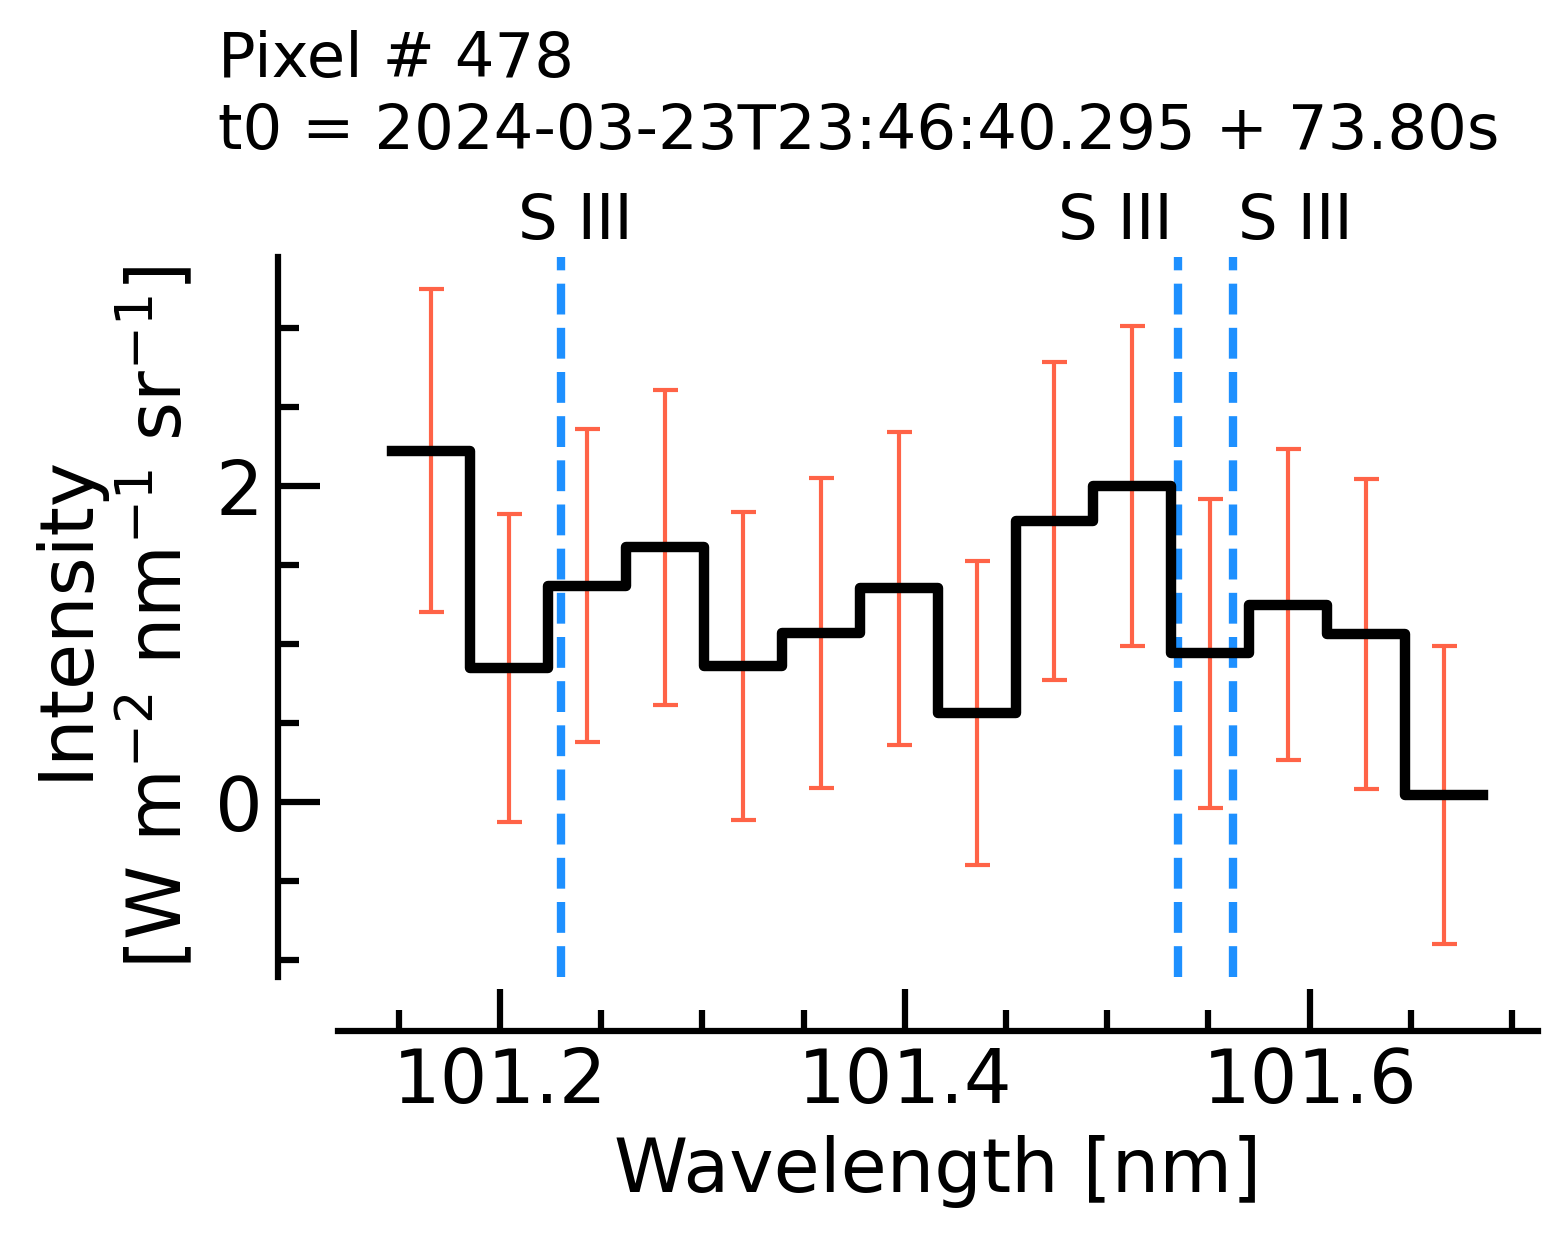 Pixel # 478
t0 = 2024-03-23T23:46:40.295 + 73.80s
S III S III S III
Intensity
[W m⁻² nm⁻¹ sr⁻¹]
2
0
101.2 101.4 101.6
Wavelength [nm]